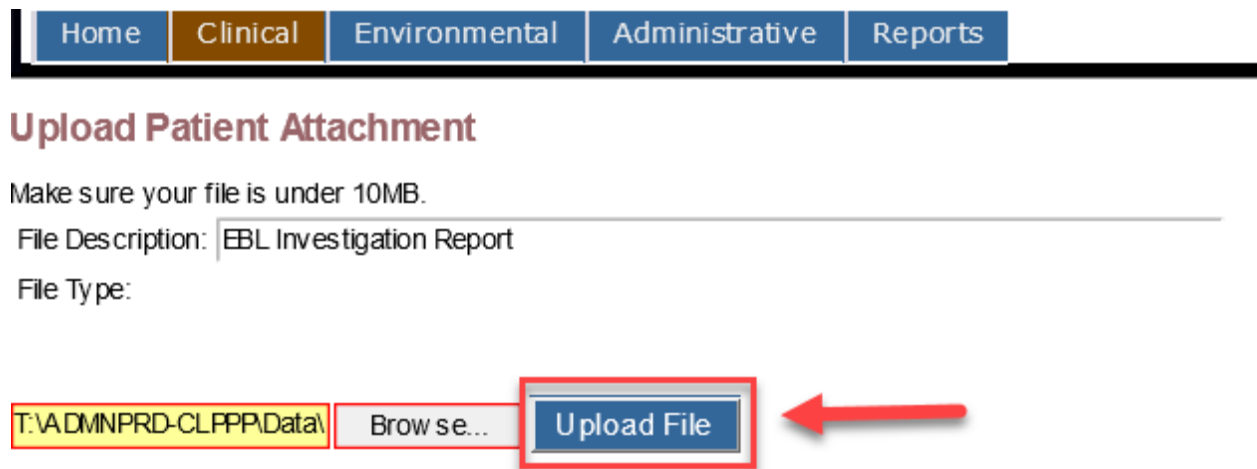 Home Clinical Environmental Administrative Reports
Upload Patient Attachment
Make sure your file is under 10MB.
File Description: EBL Investigation Report
File Type:
T:\ADMNPRD-CLPPP\Data\ Browse... Upload File